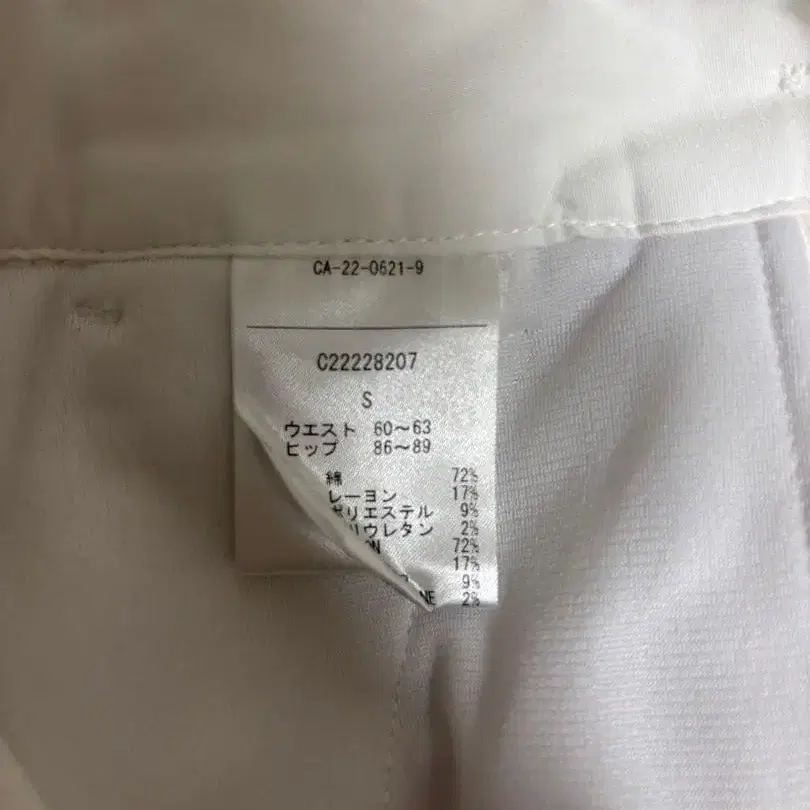 CA-22-0621-9
C22228207
S
ウエスト 60～63
ヒップ 86～89
綿 72%
レーヨン 17%
ポリエステル 9%
リウレタン 2%
ON 72%
17%
9%
NE 2%